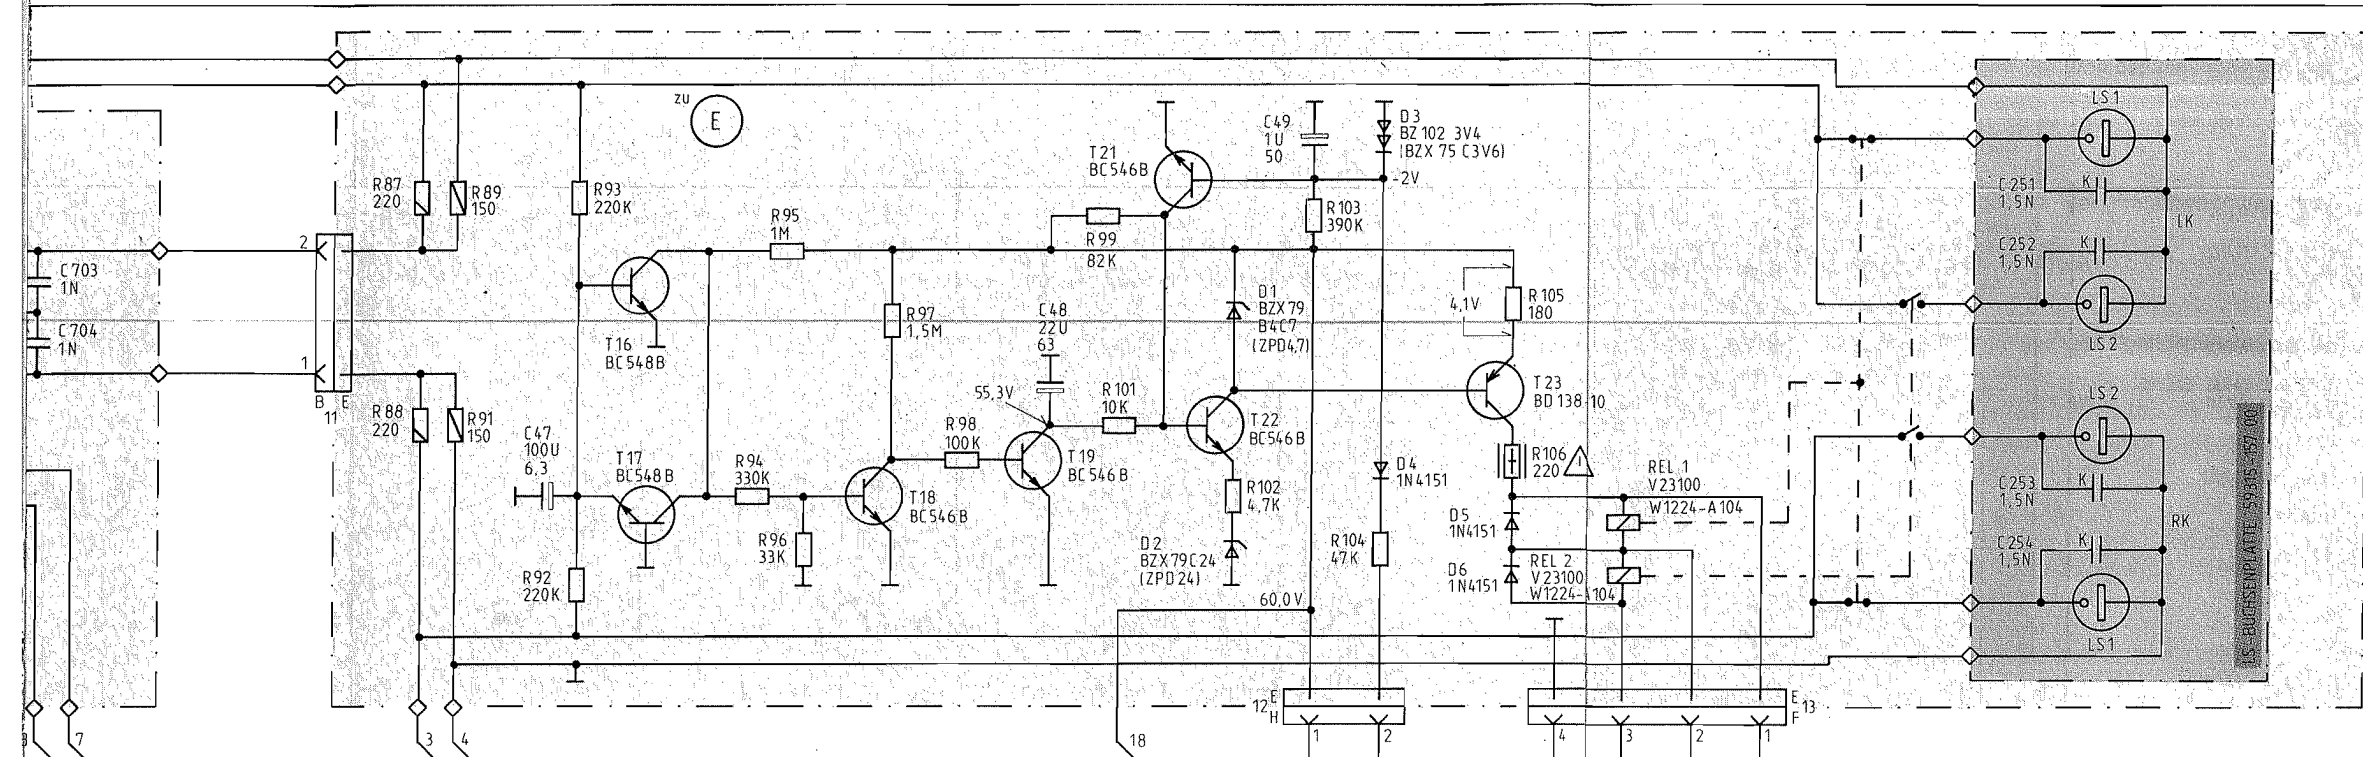 zu
E
R87
220
R89
150
R93
220K
R95
1M
T21
BC546B
C49
1U
50
D3
BZ 102 3V4
(BZX 75 C3V6)
-2V
R103
390K
R99
82K
LS1
C251
1,5N
K
LK
C252
1,5N
K
LS2
2
C703
1N
C704
1N
1
B
E
11
T16
BC548B
R97
1,5M
C48
22U
63
D1
BZX79
B4C7
(ZPD4,7)
4,1V
R105
180
R88
220
R91
150
C47
100U
6,3
T17
BC548B
R94
330K
R96
33K
T18
BC546B
R98
100K
55,3V
T19
BC546B
R101
10K
T22
BC546B
T23
BD138-10
R102
4,7K
D2
BZX79C24
(ZPD24)
D4
1N4151
R104
47K
R106
220
REL 1
V23100
W1224-A104
D5
1N4151
D6
1N4151
REL 2
V23100
W1224-A104
LS2
C253
1,5N
K
RK
C254
1,5N
K
LS1
LS-BUCHSENPLATTE 59315-157.00
R92
220K
60,0V
8
7
3
4
18
12
E
H
1
2
E
F
13
4
3
2
1